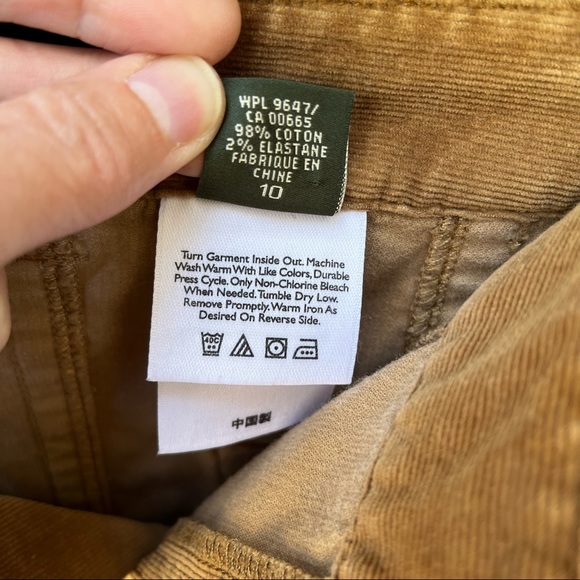 WPL 9647/
CA 00665
98% COTON
2% ELASTANE
FABRIQUE EN
CHINE
10
Turn Garment Inside Out. Machine
Wash Warm With Like Colors, Durable
Press Cycle. Only Non-Chlorine Bleach
When Needed. Tumble Dry Low.
Remove Promptly. Warm Iron As
Desired On Reverse Side.
40C
中国製